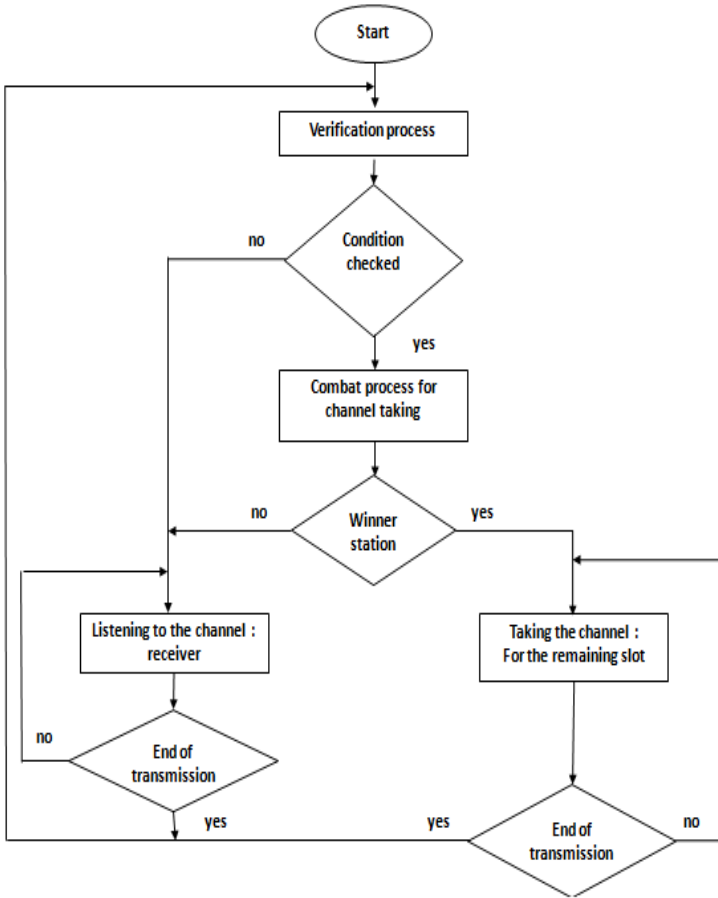 Start
Verification process
no
Condition
checked
yes
Combat process for
channel taking
no
Winner
station
yes
Listening to the channel :
receiver
Taking the channel :
For the remaining slot
no
End of
transmission
yes
yes
End of
transmission
no